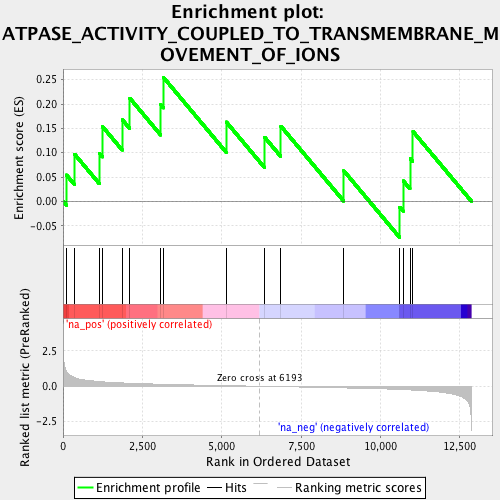 Enrichment plot:
ATPASE_ACTIVITY_COUPLED_TO_TRANSMEMBRANE_M
OVEMENT_OF_IONS
Enrichment score (ES)
0.25
0.20
0.15
0.10
0.05
0.00
-0.05
'na_pos' (positively correlated)
Ranked list metric (PreRanked)
2.5
0.0
-2.5
Zero cross at 6193
'na_neg' (negatively correlated)
0
2,500
5,000
7,500
10,000
12,500
Rank in Ordered Dataset
Enrichment profile
Hits
Ranking metric scores